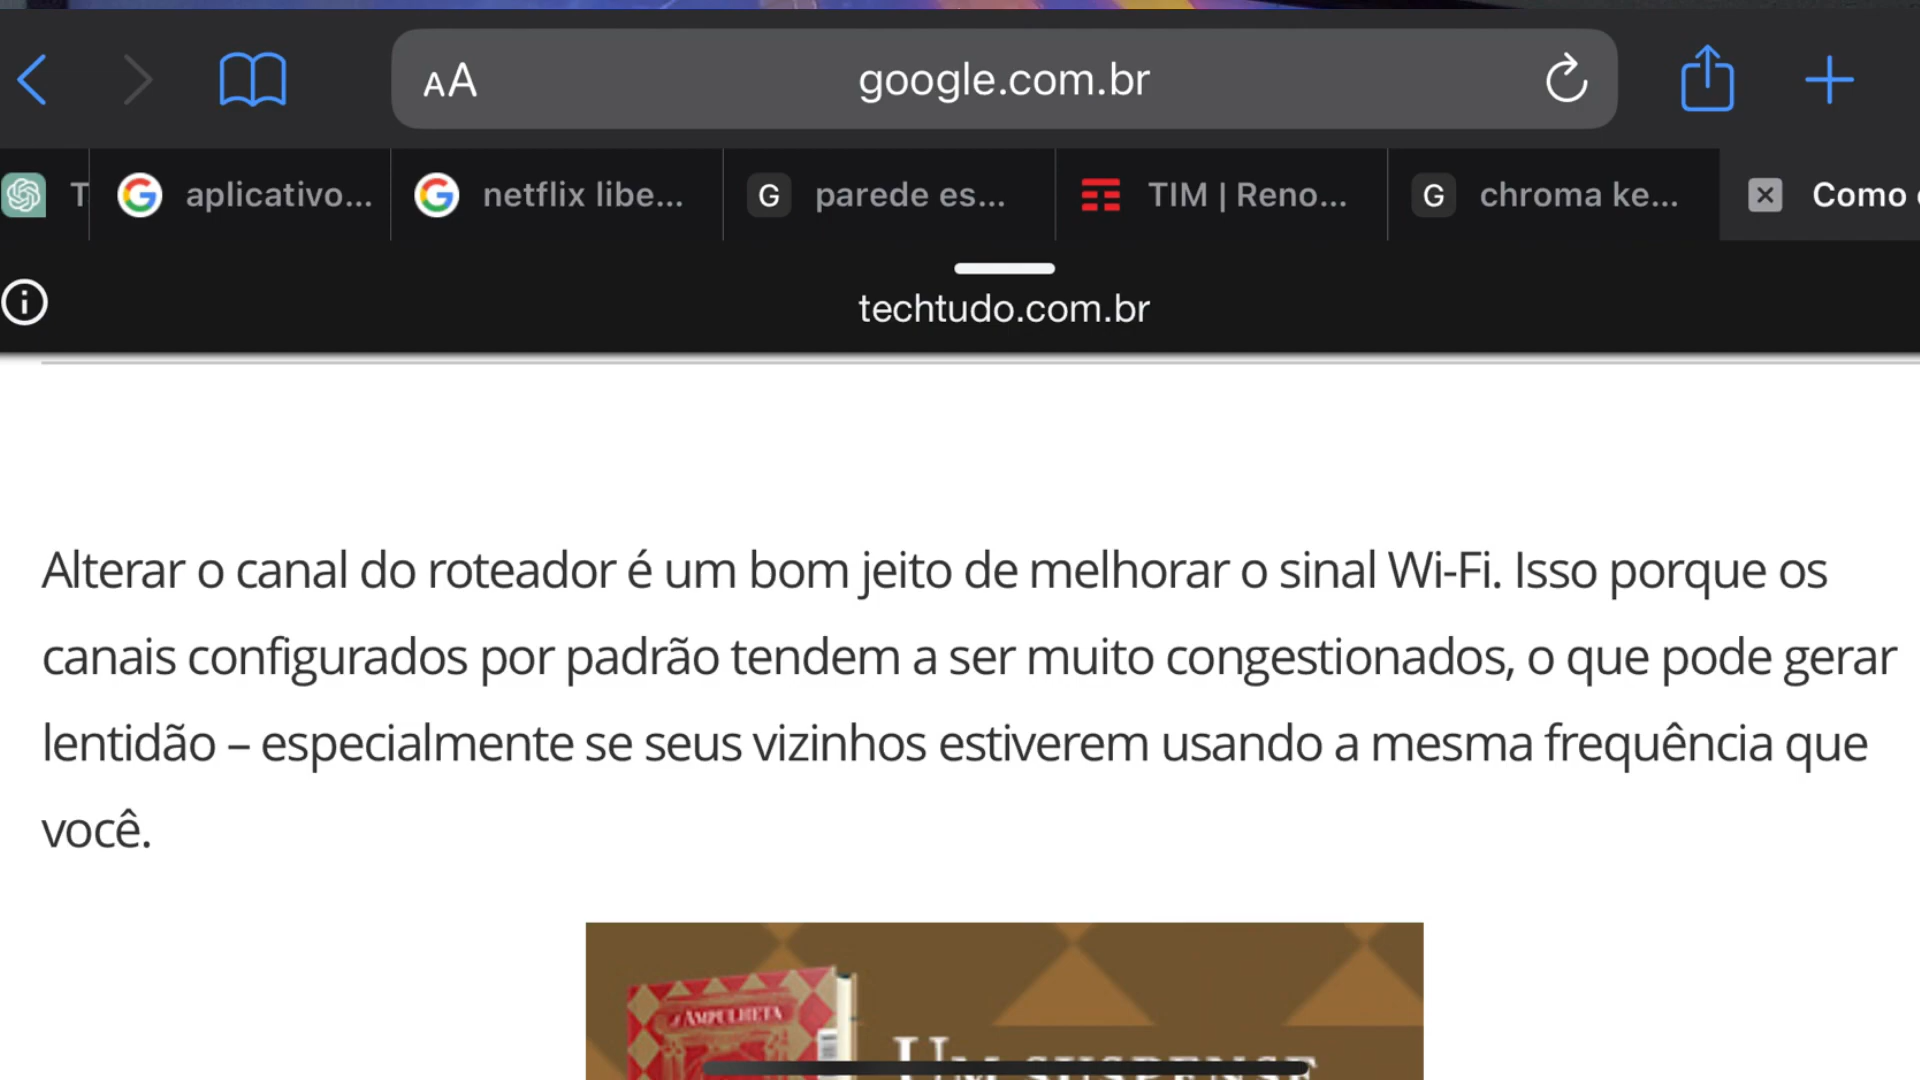 AA google.com.br
T aplicativo... netflix libe... G parede es... TIM | Reno... G chroma ke... Como
techtudo.com.br
Alterar o canal do roteador é um bom jeito de melhorar o sinal Wi-Fi. Isso porque os
canais configurados por padrão tendem a ser muito congestionados, o que pode gerar
lentidão – especialmente se seus vizinhos estiverem usando a mesma frequência que
você.
AMPULHETA
UM SUSPENSE